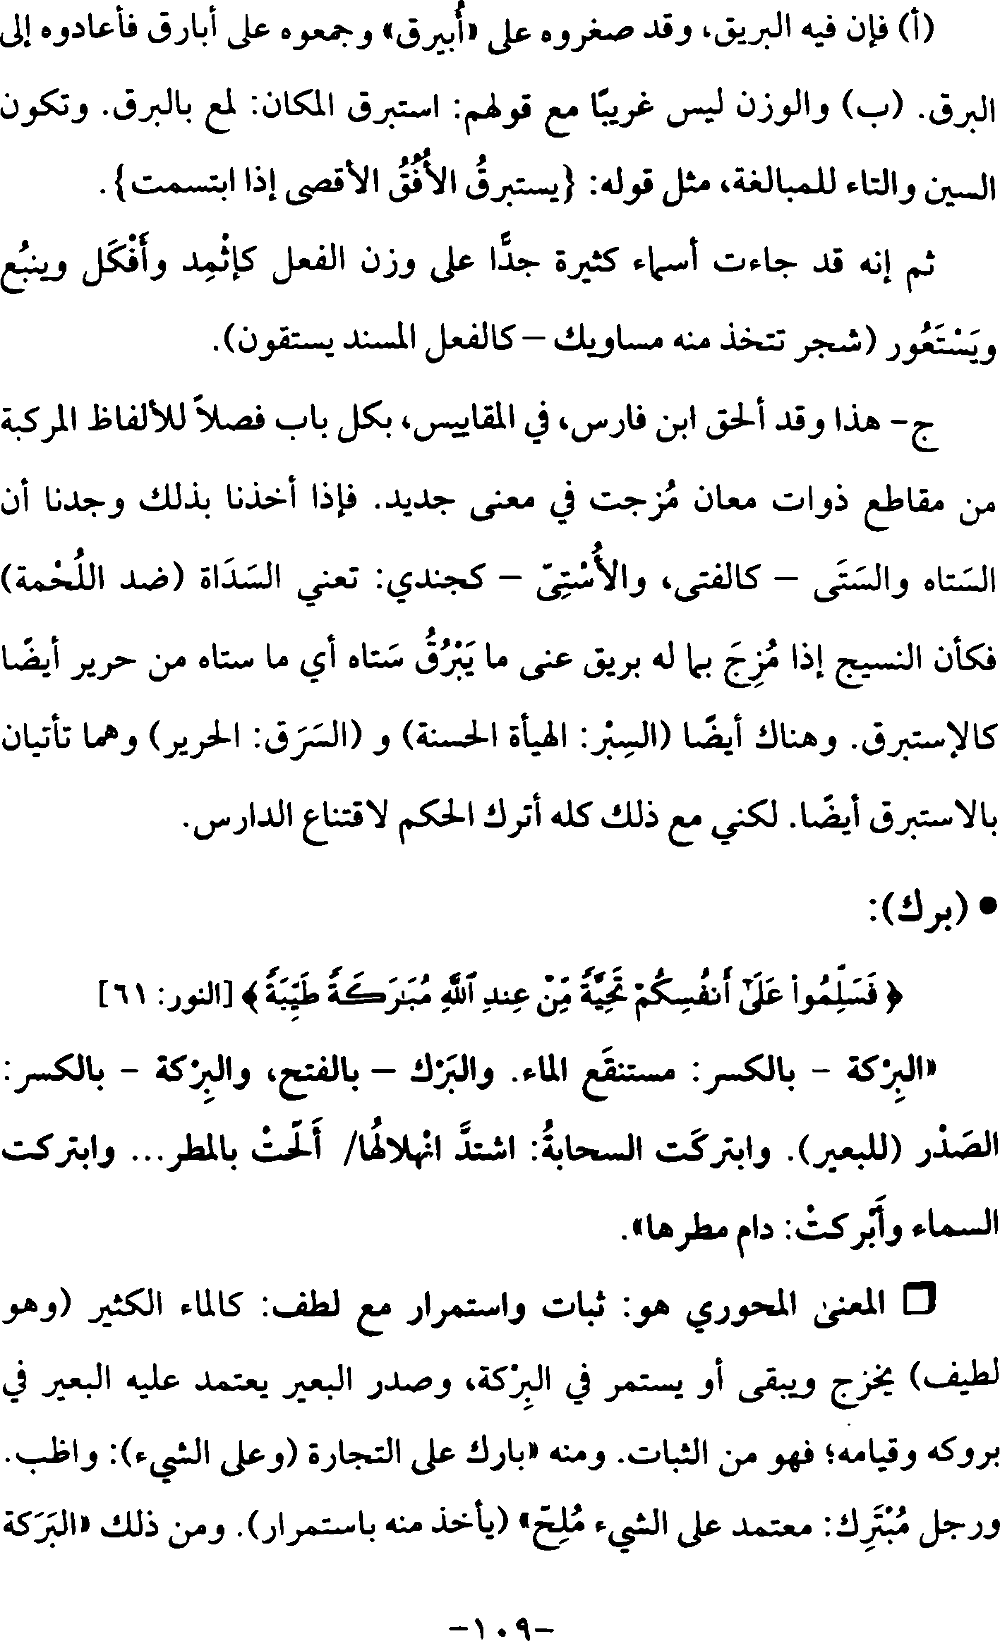 (أ) فإن فيه البريق، وقد صغروه على «أُبيرق» وجمعوه على أبارق فأعادوه إلى
البرق. (ب) والوزن ليس غريبًا مع قولهم: استبرق المكان: لمع بالبرق. وتكون
السين والتاء للمبالغة، مثل قوله: {يستبرقُ الأُفُقُ الأقصى إذا ابتسمت}.
ثم إنه قد جاءت أسماء كثيرة جدًّا على وزن الفعل كإثْمِد وأَفْكَل وينبُع
ويَسْتَعُور (شجر تتخذ منه مساويك – كالفعل المسند يستقون).
ج- هذا وقد ألحق ابن فارس، في المقاييس، بكل باب فصلاً للألفاظ المركبة
من مقاطع ذوات معان مُزجت في معنى جديد. فإذا أخذنا بذلك وجدنا أن
السَتاه والسَتَى – كالفتى، والأُسْتِىّ – كجندي: تعني السَدَاة (ضد اللُحْمة)
فكأن النسيج إذا مُزِجَ بما له بريق عنى ما يَبْرُقُ سَتاه أي ما ستاه من حرير أيضًا
كالإستبرق. وهناك أيضًا (السِبْر: الهيأة الحسنة) و (السَرَق: الحرير) وهما تأتيان
بالاستبرق أيضًا. لكني مع ذلك كله أترك الحكم لاقتناع الدارس.
• (برك):
﴿فَسَلِّمُواْ عَلَىٰٓ أَنفُسِكُمْ تَحِيَّةً مِّنْ عِندِ ٱللَّهِ مُبَٰرَكَةً طَيِّبَةً﴾ [النور: ٦١]
«البِرْكة - بالكسر: مستنقَع الماء. والبَرْك – بالفتح، والبِرْكة - بالكسر:
الصَدْر (للبعير). وابتركَت السحابةُ: اشتدَّ انْهلالهُا/ أَلَحّتْ بالمطر... وابتركت
السماء وأَبْركتْ: دام مطرها».
❑ المعنى المحوري هو: ثبات واستمرار مع لطف: كالماء الكثير (وهو
لطيف) يخزج ويبقى أو يستمر في البِرْكة، وصدر البعير يعتمد عليه البعير في
بروكه وقيامه؛ فهو من الثبات. ومنه «بارك على التجارة (وعلى الشيء): واظب.
ورجل مُبْتَرِك: معتمد على الشيء مُلِحّ» (يأخذ منه باستمرار). ومن ذلك «البَرَكة
-١٠٩-